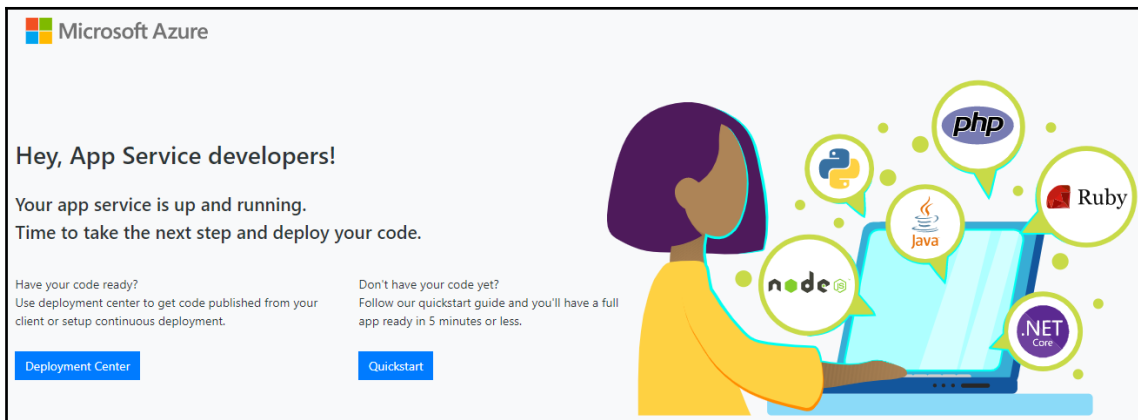 Microsoft Azure
Hey, App Service developers!
Your app service is up and running.
Time to take the next step and deploy your code.
Have your code ready?
Use deployment center to get code published from your
client or setup continuous deployment.
Deployment Center
Don't have your code yet?
Follow our quickstart guide and you'll have a full
app ready in 5 minutes or less.
Quickstart
php
Ruby
Java
node
JS
.NET
Core